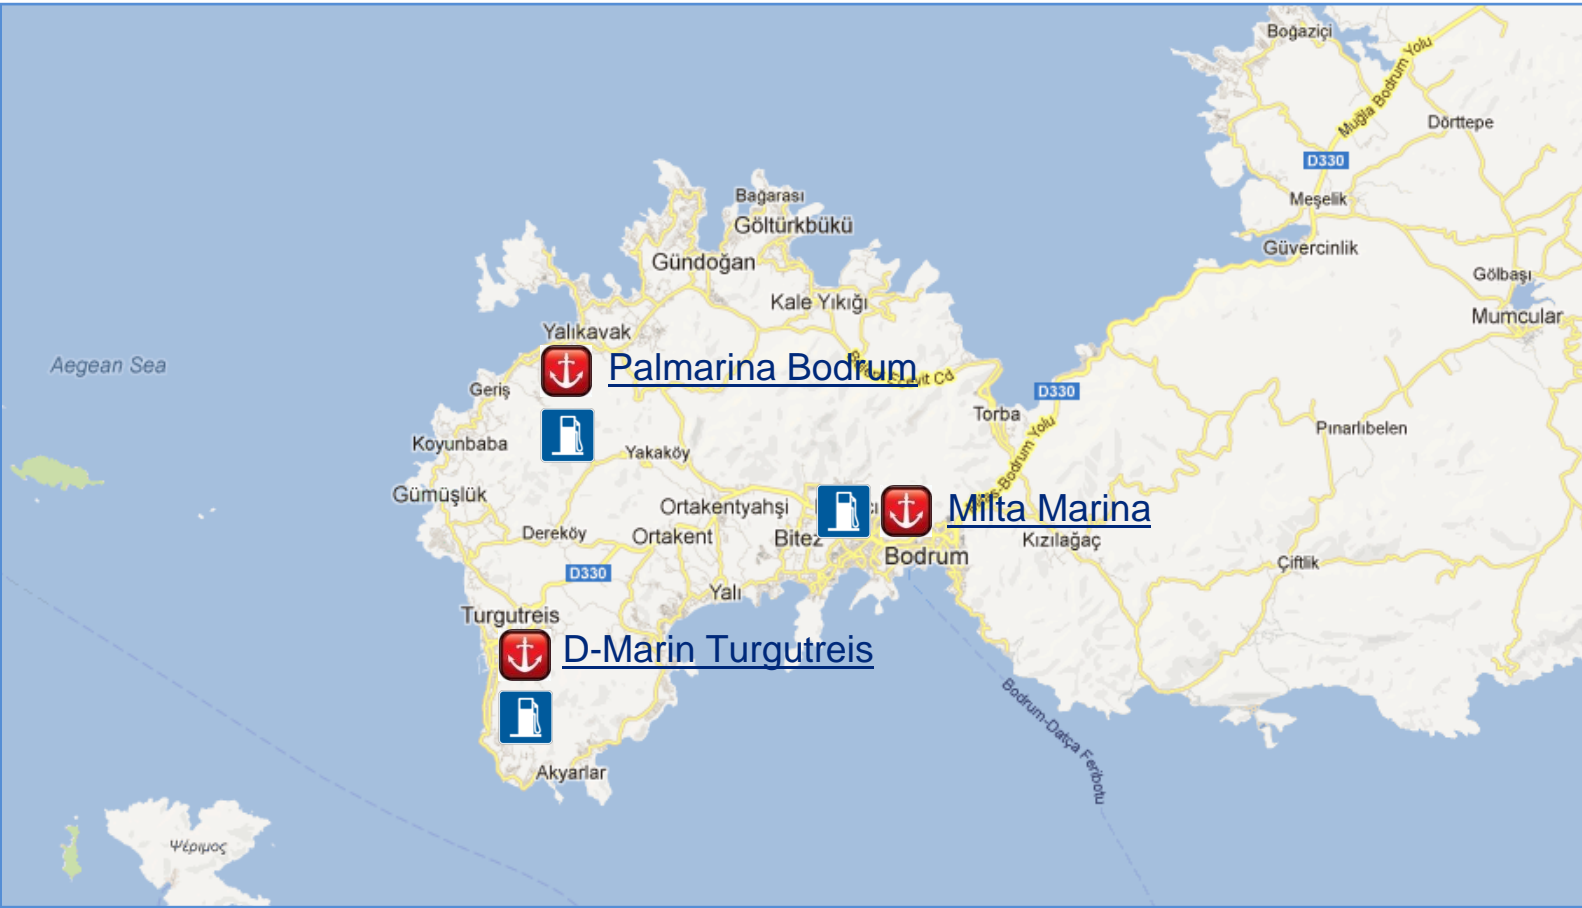 Boğaziçi
Muğla Bodrum Yolu
Dörttepe
D330
Meşelik
Bağarası
Göltürkbükü
Güvercinlik
Gündoğan
Gölbaşı
Kale Yıkığı
Mumcular
Yalıkavak
Aegean Sea
Palmarina Bodrum
Cd
Geriş
D330
Torba
Koyunbaba
Pınarlıbelen
Yakaköy
Bodrum Yolu
Gümüşlük
Ortakentyahşi
Milta Marina
Dereköy
Ortakent
Bitez
Kızılağaç
Bodrum
Çiftlik
D330
Yalı
Turgutreis
D-Marin Turgutreis
Bodrum-Datça Feribotu
Akyarlar
Ψέριμος